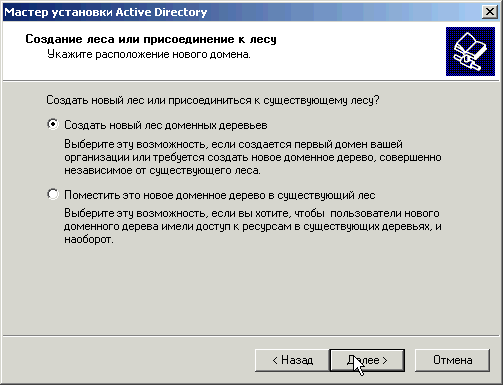 Мастер установки Active Directory
Создание леса или присоединение к лесу
Укажите расположение нового домена.
Создать новый лес или присоединиться к существующему лесу?
Создать новый лес доменных деревьев
Выберите эту возможность, если создается первый домен вашей
организации или требуется создать новое доменное дерево, совершенно
независимое от существующего леса.
Поместить это новое доменное дерево в существующий лес
Выберите эту возможность, если вы хотите, чтобы пользователи нового
доменного дерева имели доступ к ресурсам в существующих деревьях, и
наоборот.
< Назад
Далее >
Отмена